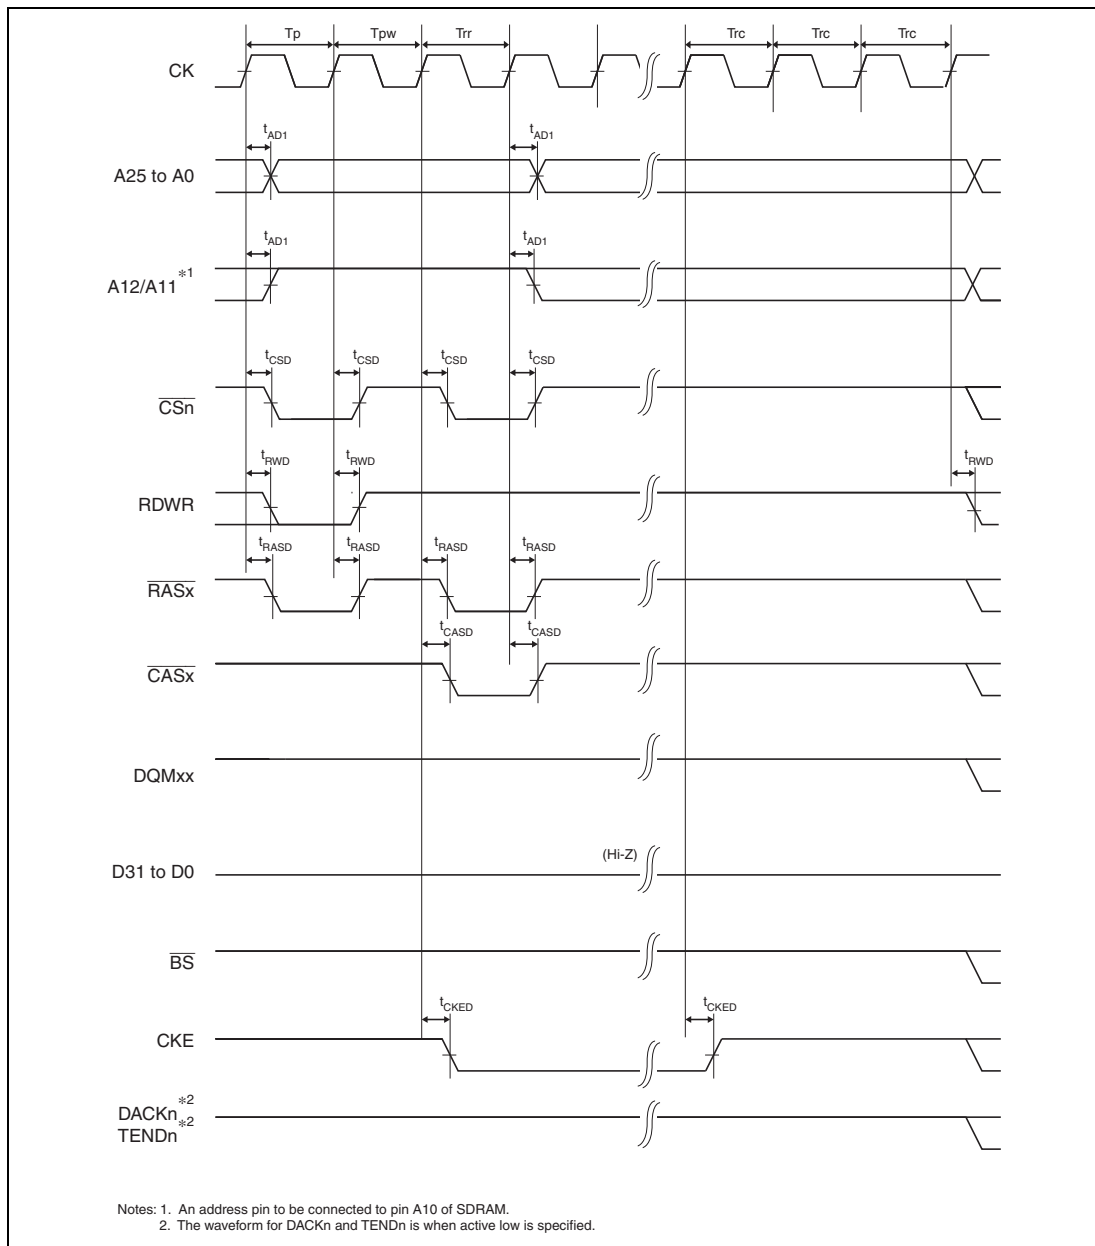 Tp Tpw Trr Trc Trc Trc
CK
tAD1 tAD1
A25 to A0
tAD1 tAD1
A12/A11 *1
tCSD tCSD tCSD tCSD
CSn
tRWD tRWD tRWD
RDWR
tRASD tRASD tRASD tRASD
RASx
tCASD tCASD
CASx
DQMxx
(Hi-Z)
D31 to D0
BS
tCKED tCKED
CKE
DACKn *2
TENDn *2
Notes: 1. An address pin to be connected to pin A10 of SDRAM.
2. The waveform for DACKn and TENDn is when active low is specified.